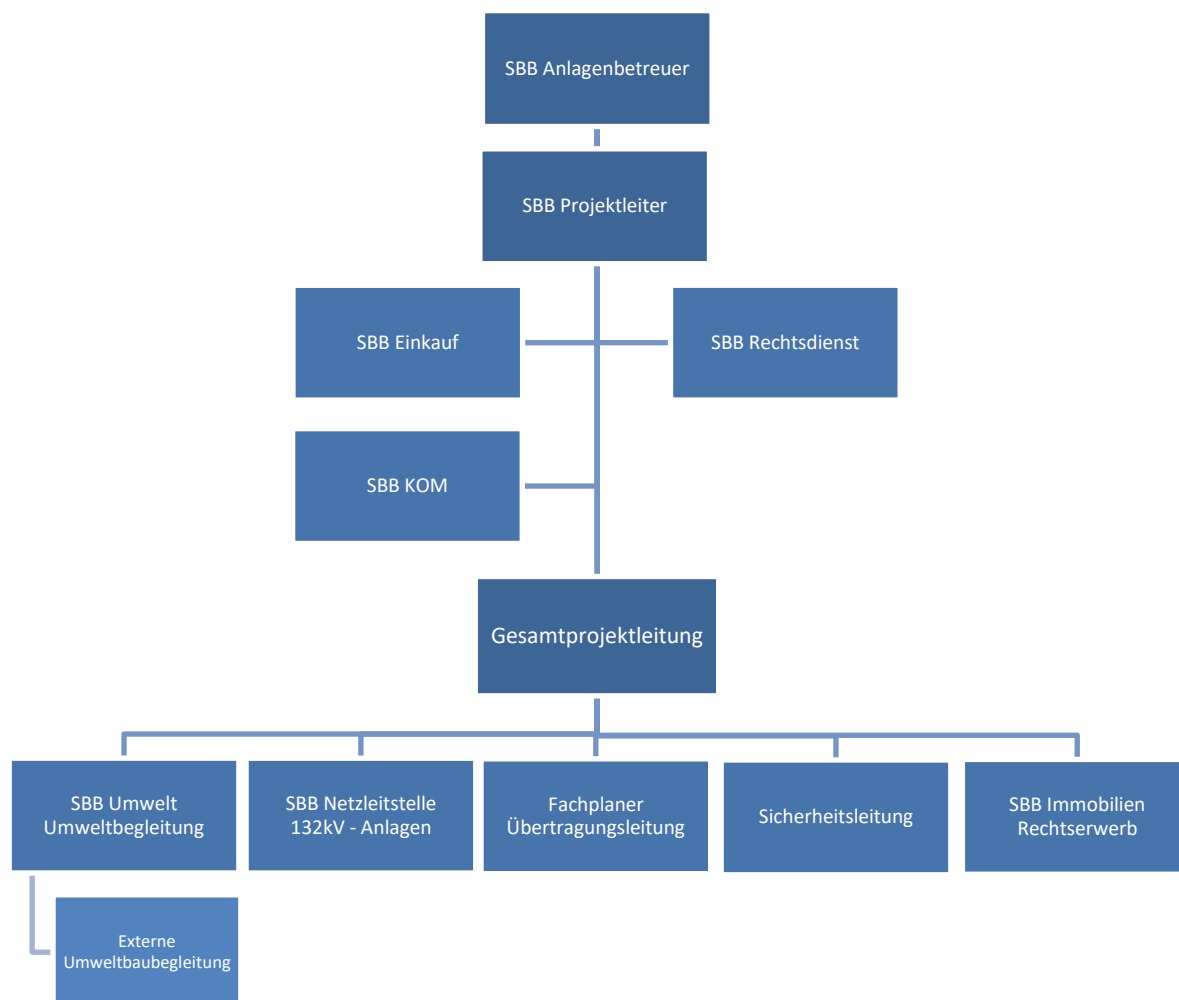 SBB Anlagenbetreuer
SBB Projektleiter
SBB Einkauf
SBB Rechtsdienst
SBB KOM
Gesamtprojektleitung
SBB Umwelt
Umweltbegleitung
SBB Netzleitstelle
132kV - Anlagen
Fachplaner
Übertragungsleitung
Sicherheitsleitung
SBB Immobilien
Rechtserwerb
Externe
Umweltbaubegleitung